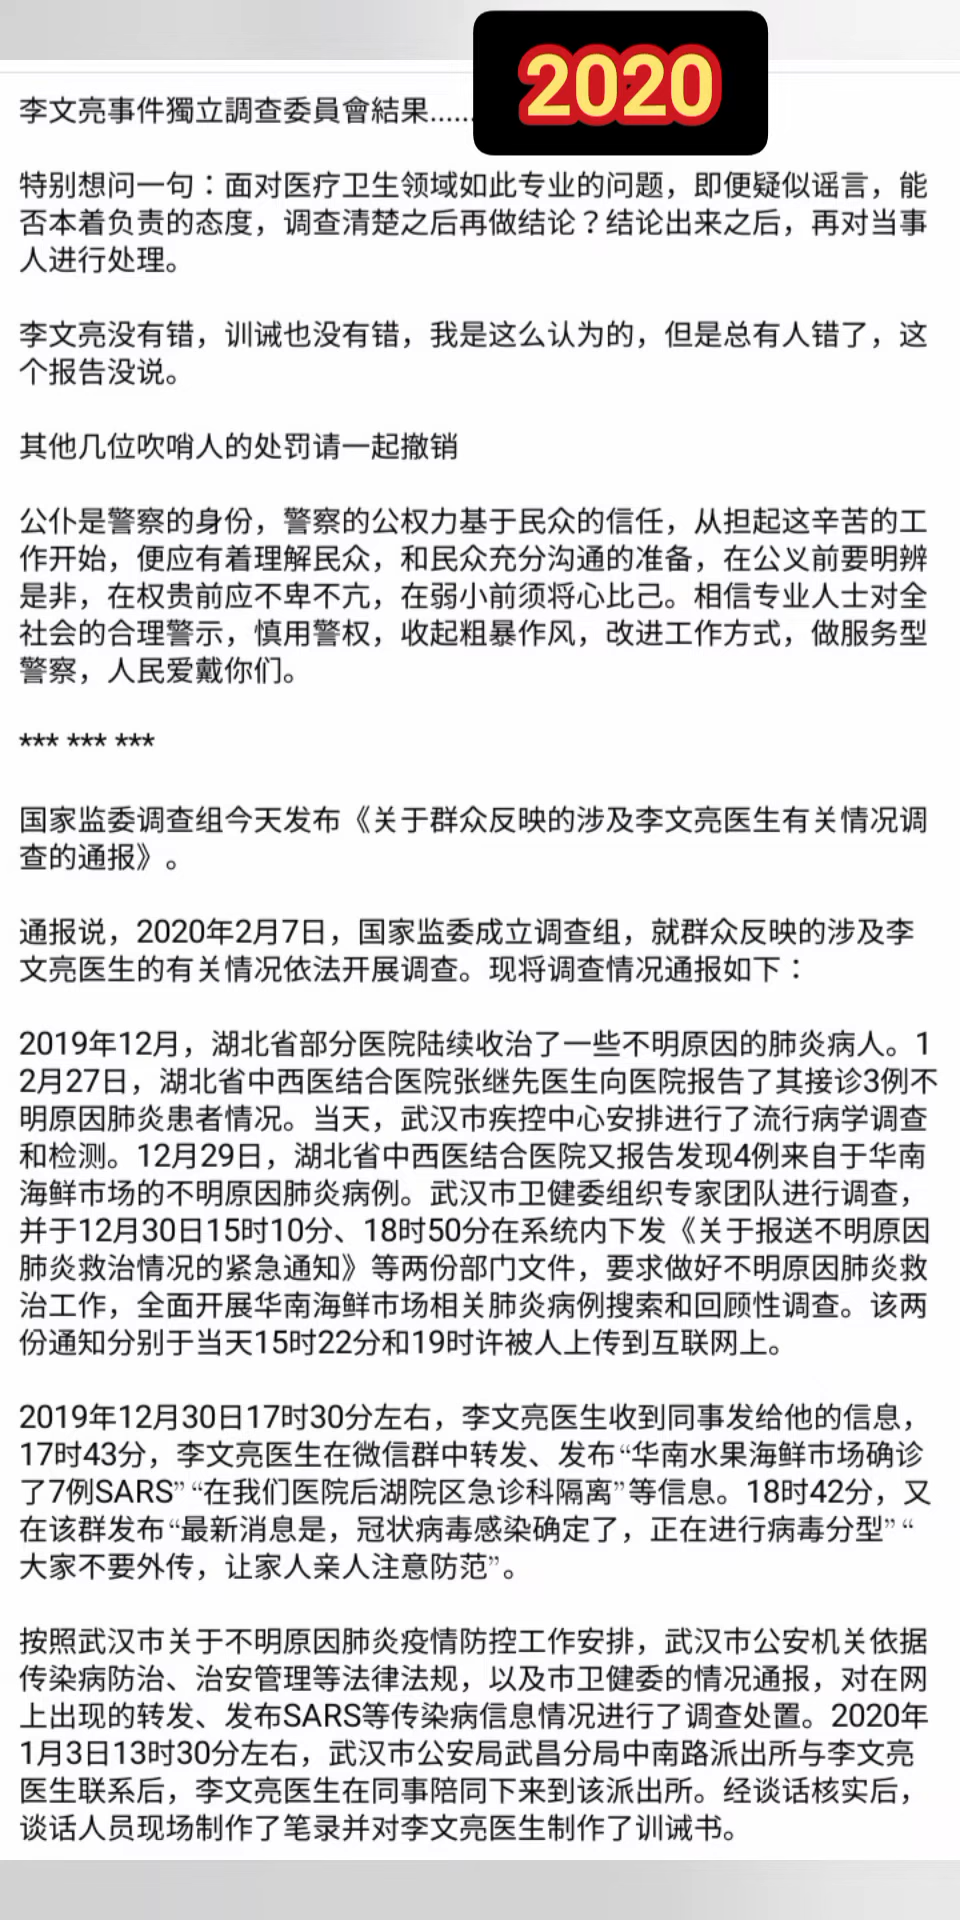 2020
李文亮事件獨立調查委員會結果......
特别想问一句：面对医疗卫生领域如此专业的问题，即便疑似谣言，能
否本着负责的态度，调查清楚之后再做结论？结论出来之后，再对当事
人进行处理。
李文亮没有错，训诫也没有错，我是这么认为的，但是总有人错了，这
个报告没说。
其他几位吹哨人的处罚请一起撤销
公仆是警察的身份，警察的公权力基于民众的信任，从担起这辛苦的工
作开始，便应有着理解民众，和民众充分沟通的准备，在公义前要明辨
是非，在权贵前应不卑不亢，在弱小前须将心比己。相信专业人士对全
社会的合理警示，慎用警权，收起粗暴作风，改进工作方式，做服务型
警察，人民爱戴你们。
*** *** ***
国家监委调查组今天发布《关于群众反映的涉及李文亮医生有关情况调
查的通报》。
通报说，2020年2月7日，国家监委成立调查组，就群众反映的涉及李
文亮医生的有关情况依法开展调查。现将调查情况通报如下：
2019年12月，湖北省部分医院陆续收治了一些不明原因的肺炎病人。1
2月27日，湖北省中西医结合医院张继先医生向医院报告了其接诊3例不
明原因肺炎患者情况。当天，武汉市疾控中心安排进行了流行病学调查
和检测。12月29日，湖北省中西医结合医院又报告发现4例来自于华南
海鲜市场的不明原因肺炎病例。武汉市卫健委组织专家团队进行调查，
并于12月30日15时10分、18时50分在系统内下发《关于报送不明原因
肺炎救治情况的紧急通知》等两份部门文件，要求做好不明原因肺炎救
治工作，全面开展华南海鲜市场相关肺炎病例搜索和回顾性调查。该两
份通知分别于当天15时22分和19时许被人上传到互联网上。
2019年12月30日17时30分左右，李文亮医生收到同事发给他的信息，
17时43分，李文亮医生在微信群中转发、发布“华南水果海鲜市场确诊
了7例SARS” “在我们医院后湖院区急诊科隔离”等信息。18时42分，又
在该群发布“最新消息是，冠状病毒感染确定了，正在进行病毒分型” “
大家不要外传，让家人亲人注意防范”。
按照武汉市关于不明原因肺炎疫情防控工作安排，武汉市公安机关依据
传染病防治、治安管理等法律法规，以及市卫健委的情况通报，对在网
上出现的转发、发布SARS等传染病信息情况进行了调查处置。2020年
1月3日13时30分左右，武汉市公安局武昌分局中南路派出所与李文亮
医生联系后，李文亮医生在同事陪同下来到该派出所。经谈话核实后，
谈话人员现场制作了笔录并对李文亮医生制作了训诫书。